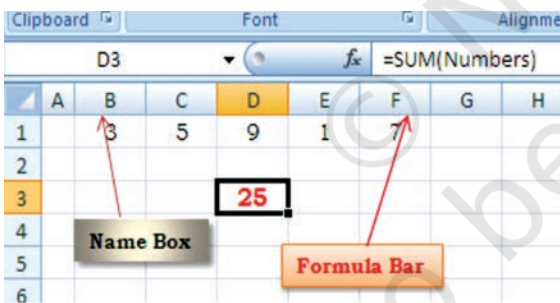 Clipboard Font Alignme
D3 fx =SUM(Numbers)
A B C D E F G H
1 3 5 9 1 7
2
3 25
4
Name Box
5 Formula Bar
6